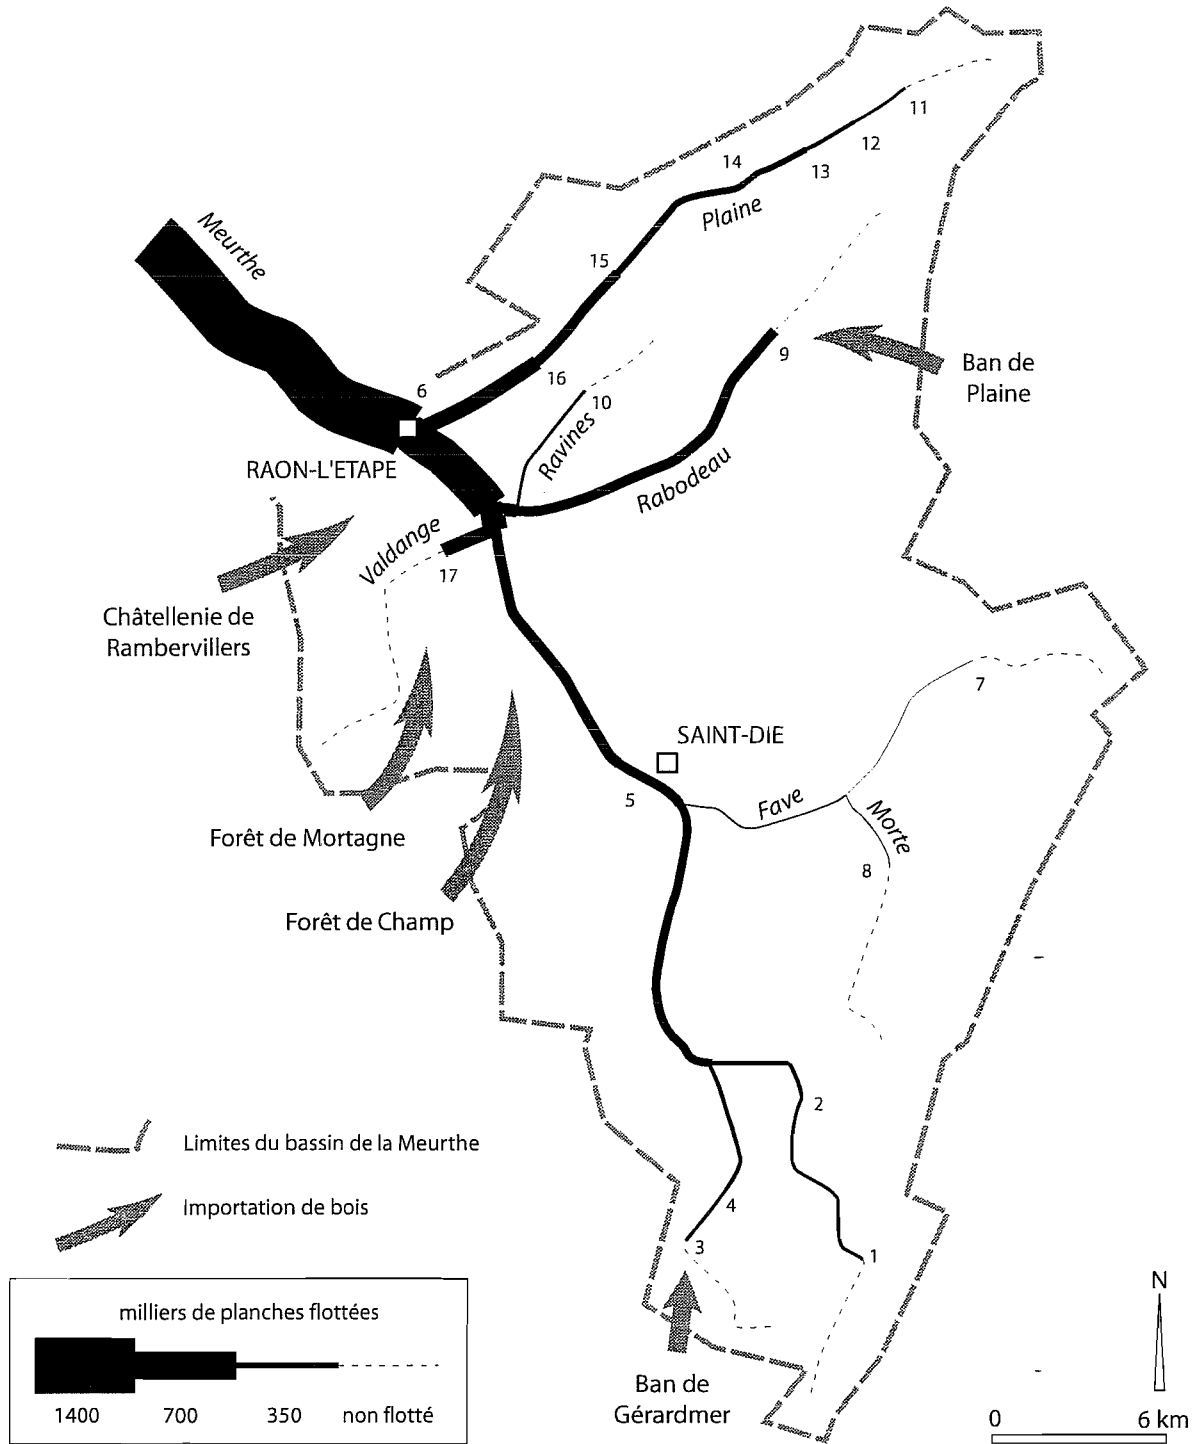 11
12
14
13
Plaine
Meurthe
15
9
Ban de
Plaine
16
6
10
Ravines
RAON-L'ETAPE
Rabodeau
Valdange
17
Châtellenie de
Rambervillers
7
SAINT-DIE
5
Fave
Morte
Forêt de Mortagne
8
Forêt de Champ
2
Limites du bassin de la Meurthe
4
Importation de bois
3
1
N
milliers de planches flottées
1400 700 350 non flotté
Ban de
Gérardmer
0 6 km